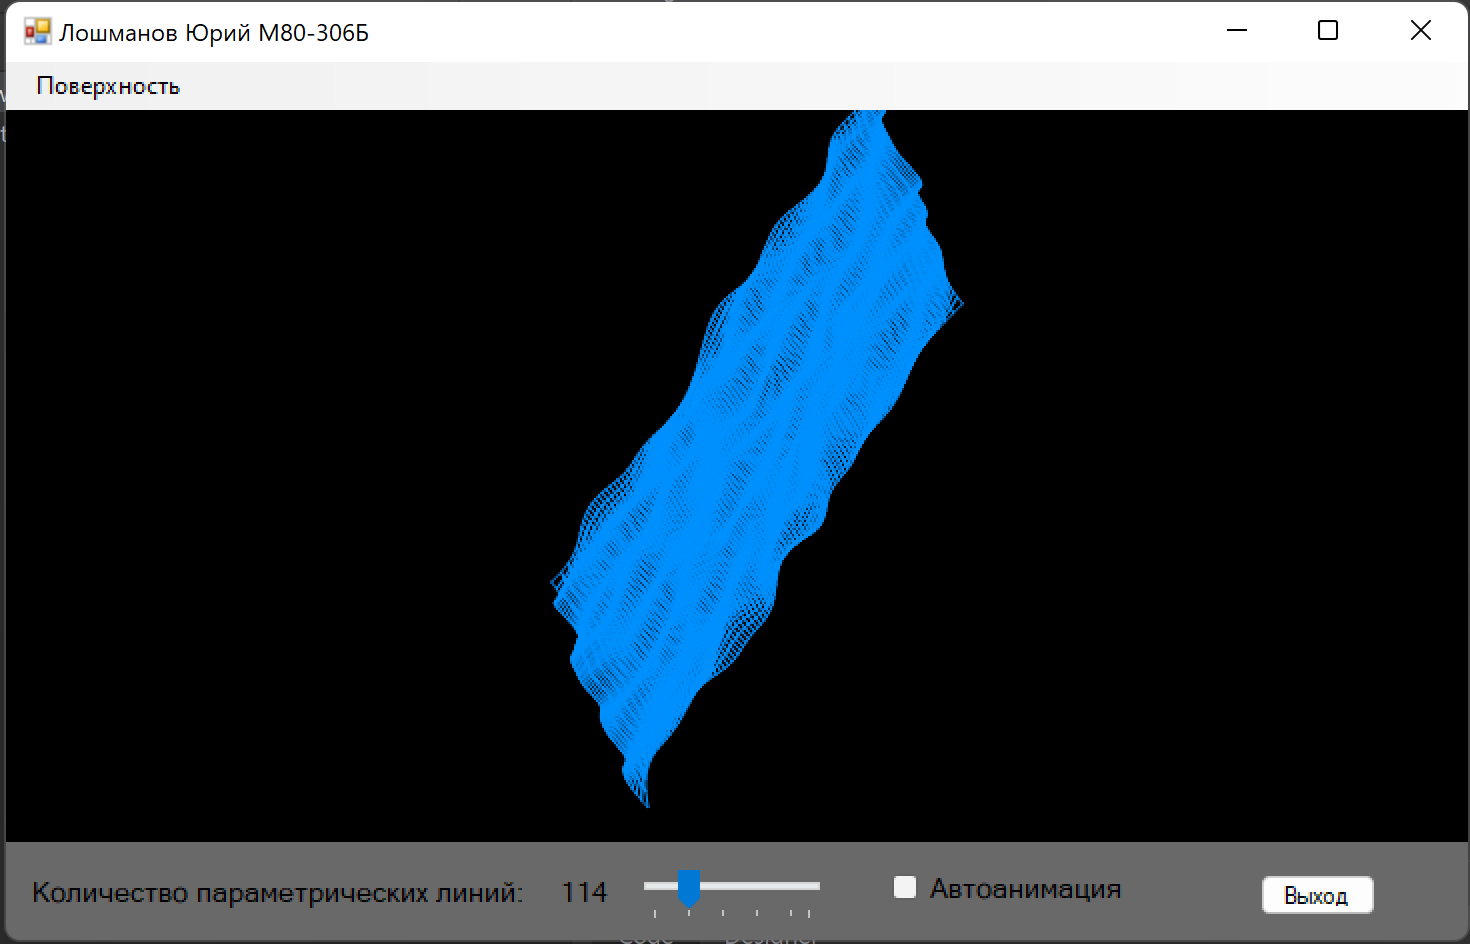 Лошманов Юрий М80-306Б
Поверхность
Количество параметрических линий: 114
Автоанимация
Выход